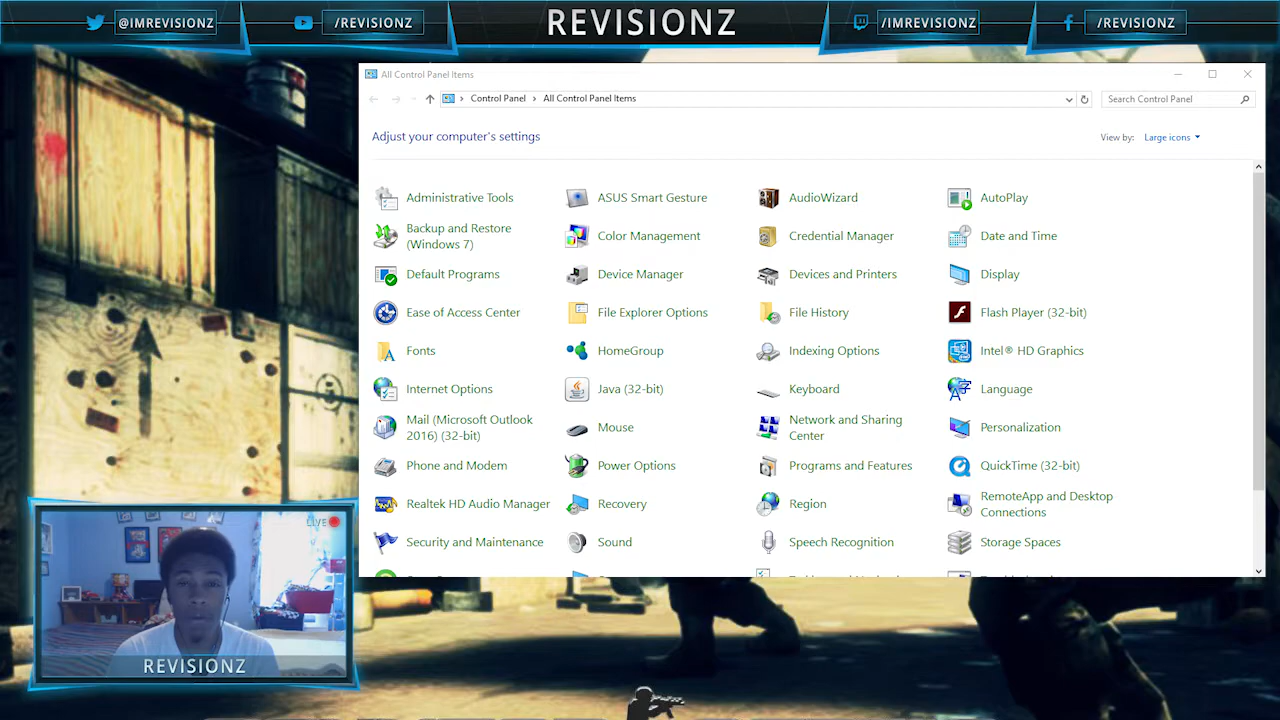 @IMREVISIONZ
/REVISIONZ
REVISIONZ
/IMREVISIONZ
/REVISIONZ
All Control Panel Items
Control Panel > All Control Panel Items
Search Control Panel
Adjust your computer's settings
View by: Large icons
Administrative Tools
ASUS Smart Gesture
AudioWizard
AutoPlay
Backup and Restore
(Windows 7)
Color Management
Credential Manager
Date and Time
Default Programs
Device Manager
Devices and Printers
Display
Ease of Access Center
File Explorer Options
File History
Flash Player (32-bit)
Fonts
HomeGroup
Indexing Options
Intel® HD Graphics
Internet Options
Java (32-bit)
Keyboard
Language
Mail (Microsoft Outlook
2016) (32-bit)
Mouse
Network and Sharing
Center
Personalization
Phone and Modem
Power Options
Programs and Features
QuickTime (32-bit)
Realtek HD Audio Manager
Recovery
Region
RemoteApp and Desktop
Connections
Security and Maintenance
Sound
Speech Recognition
Storage Spaces
LIVE
REVISIONZ